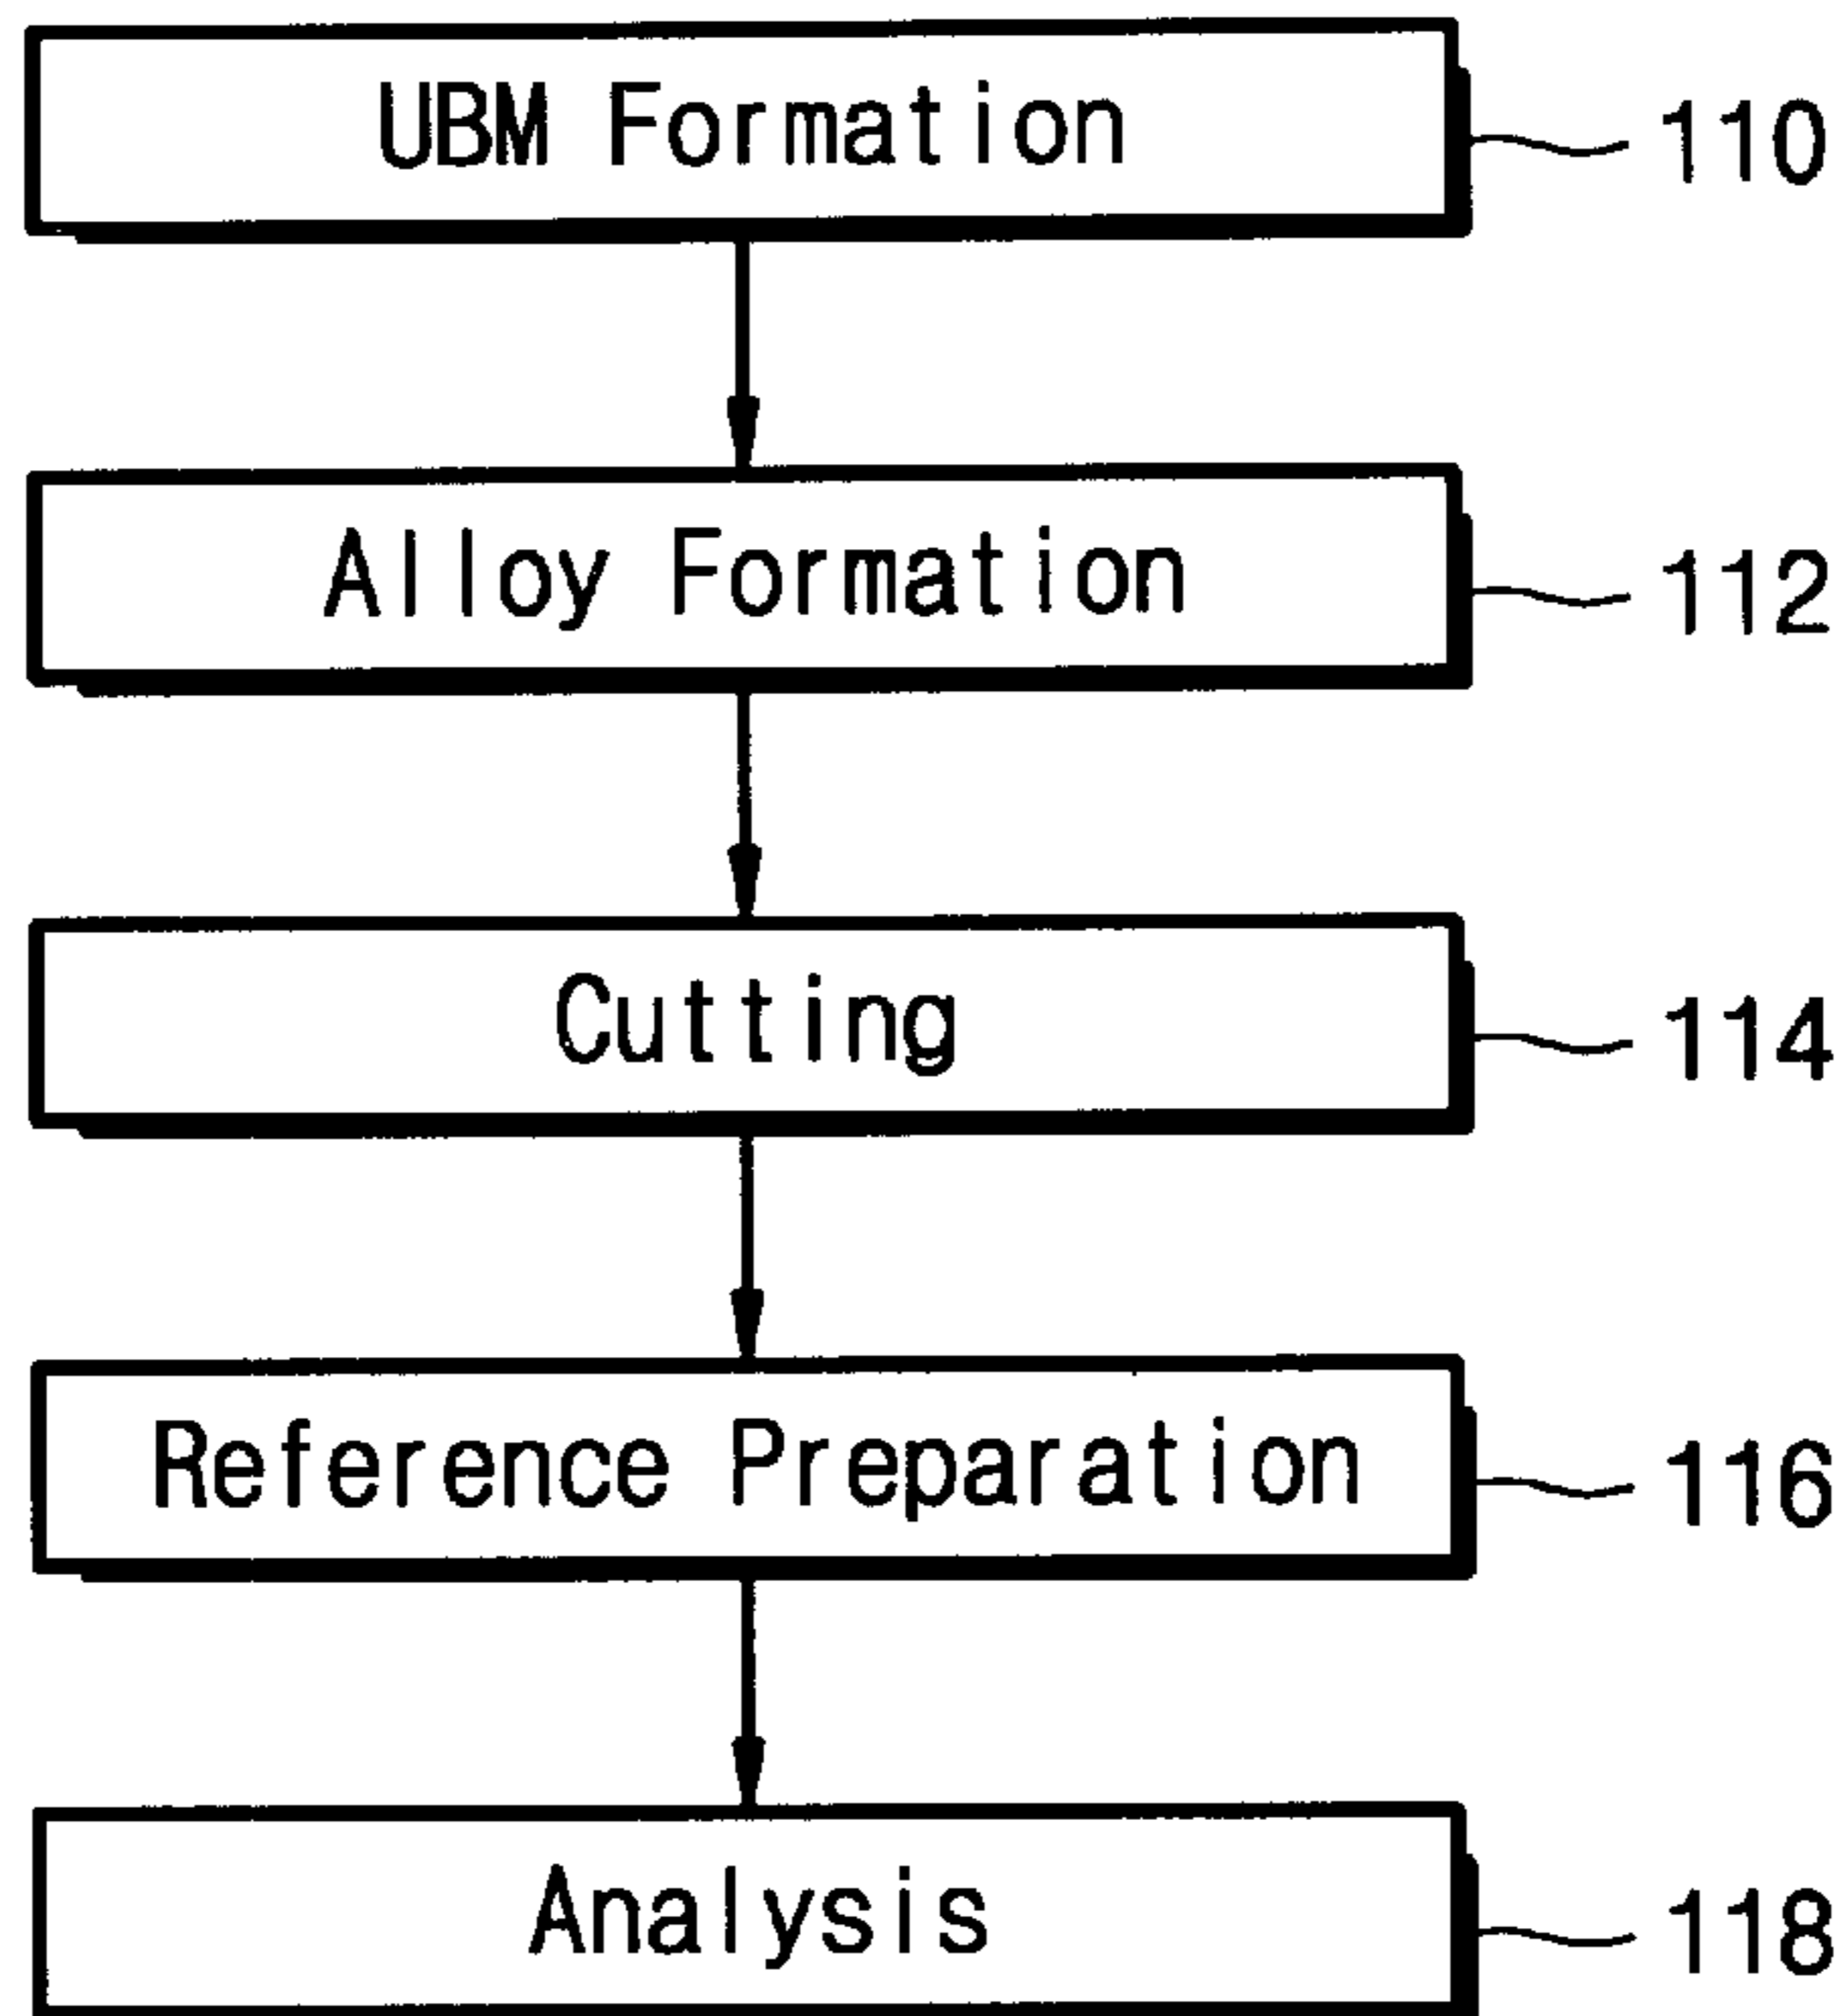 UBM Formation 110
Alloy Formation 112
Cutting 114
Reference Preparation 116
Analysis 118